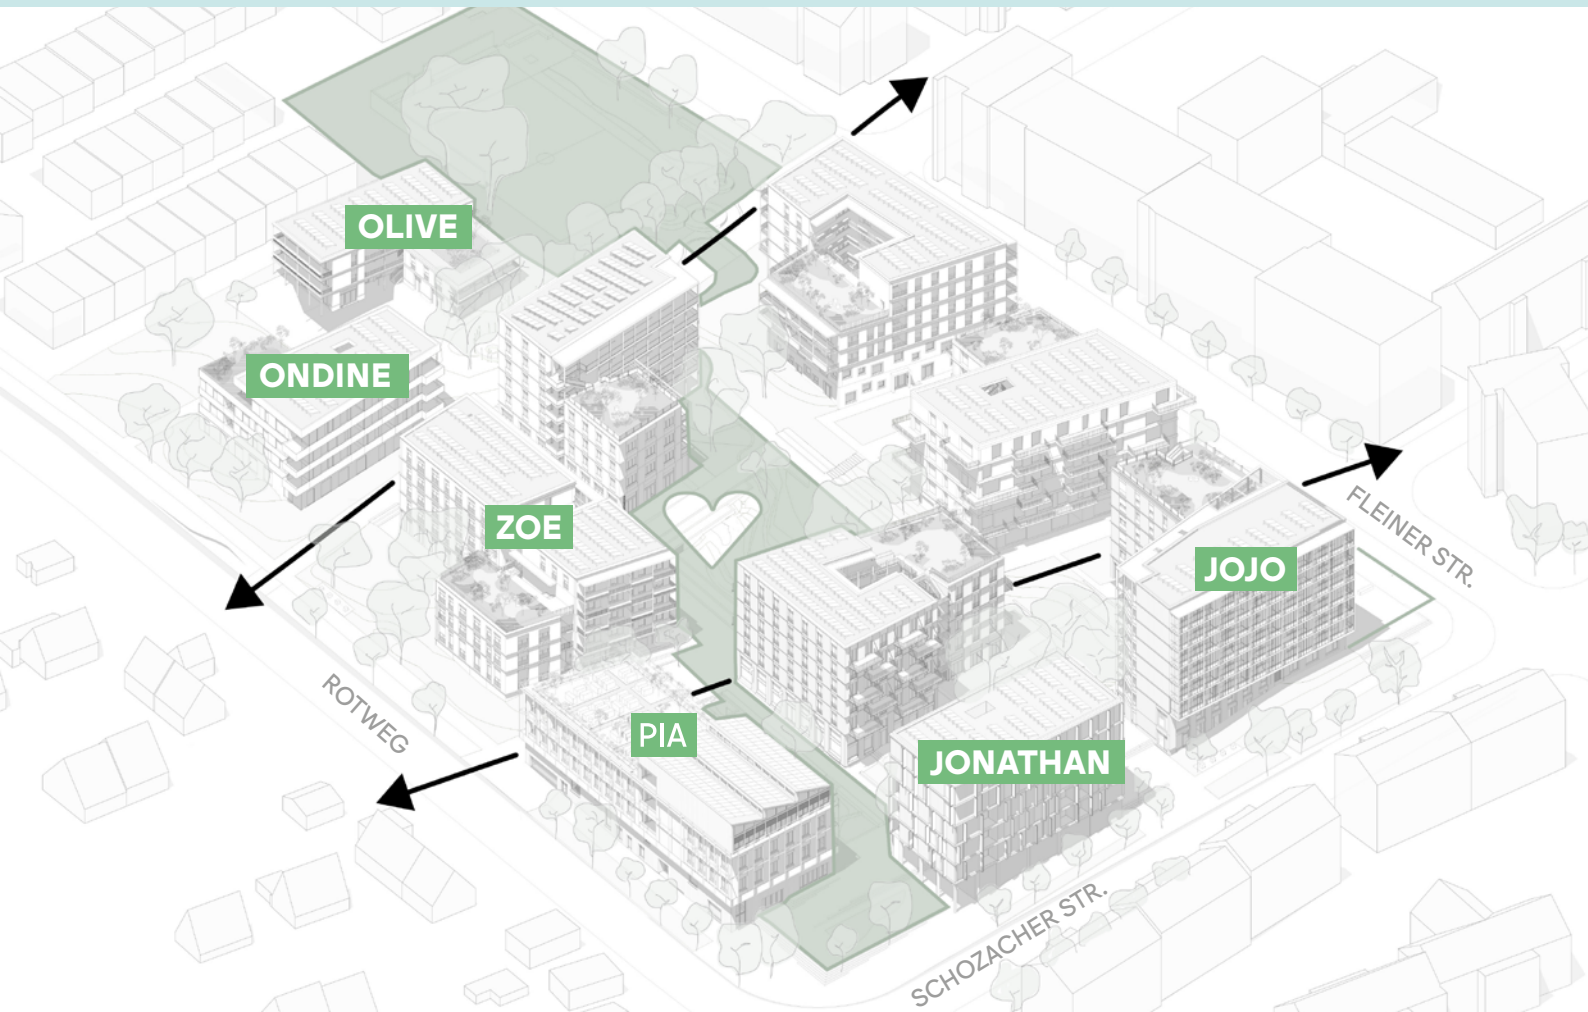 OLIVE
ONDINE
ZOE
FLEINER STR.
JOJO
ROTWEG
PIA
JONATHAN
SCHOZACHER STR.